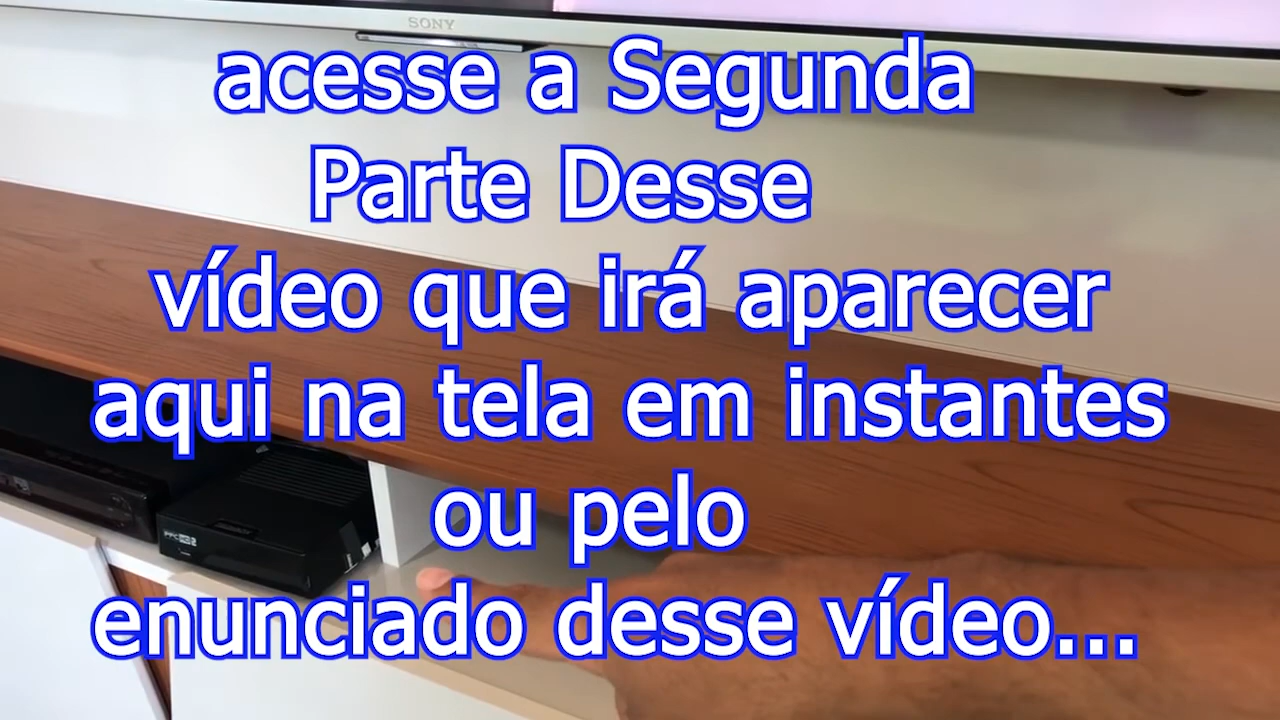 SONY
acesse a Segunda
Parte Desse
vídeo que irá aparecer
aqui na tela em instantes
ou pelo
enunciado desse vídeo...